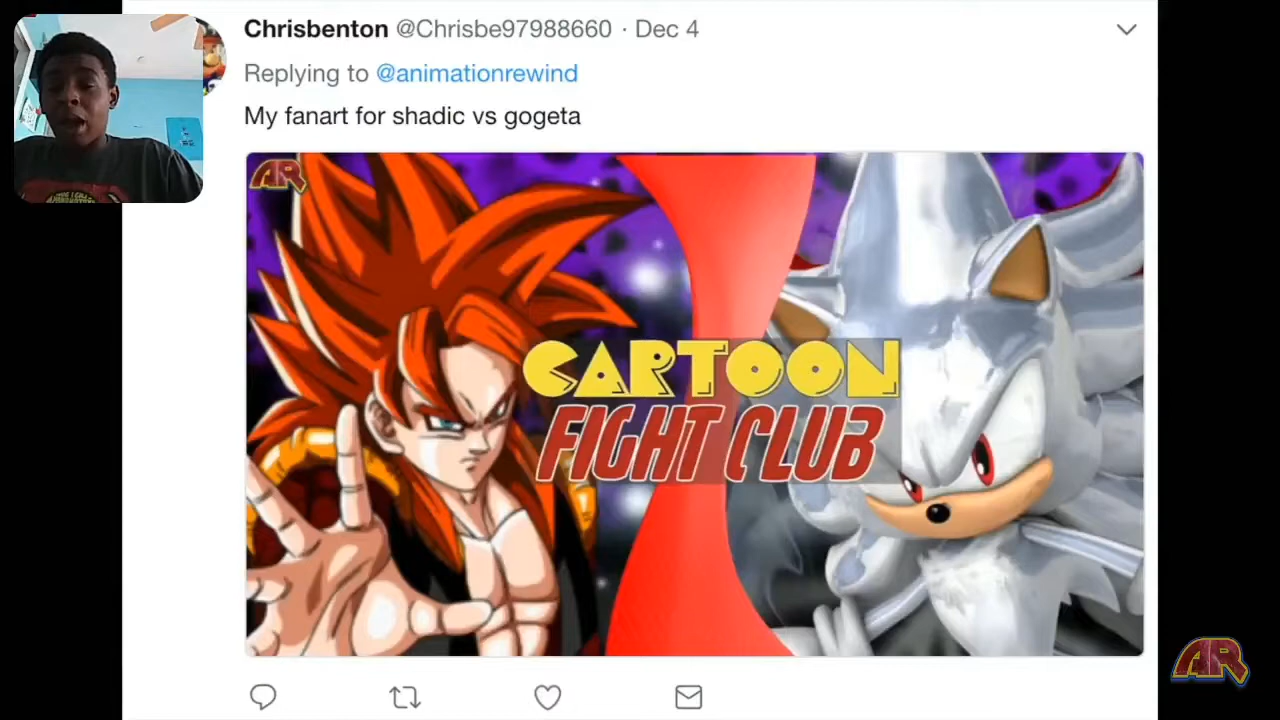 Chrisbenton @Chrisbe97988660 · Dec 4
Replying to @animationrewind
My fanart for shadic vs gogeta
AR
CARTOON
FIGHT CLUB
AR